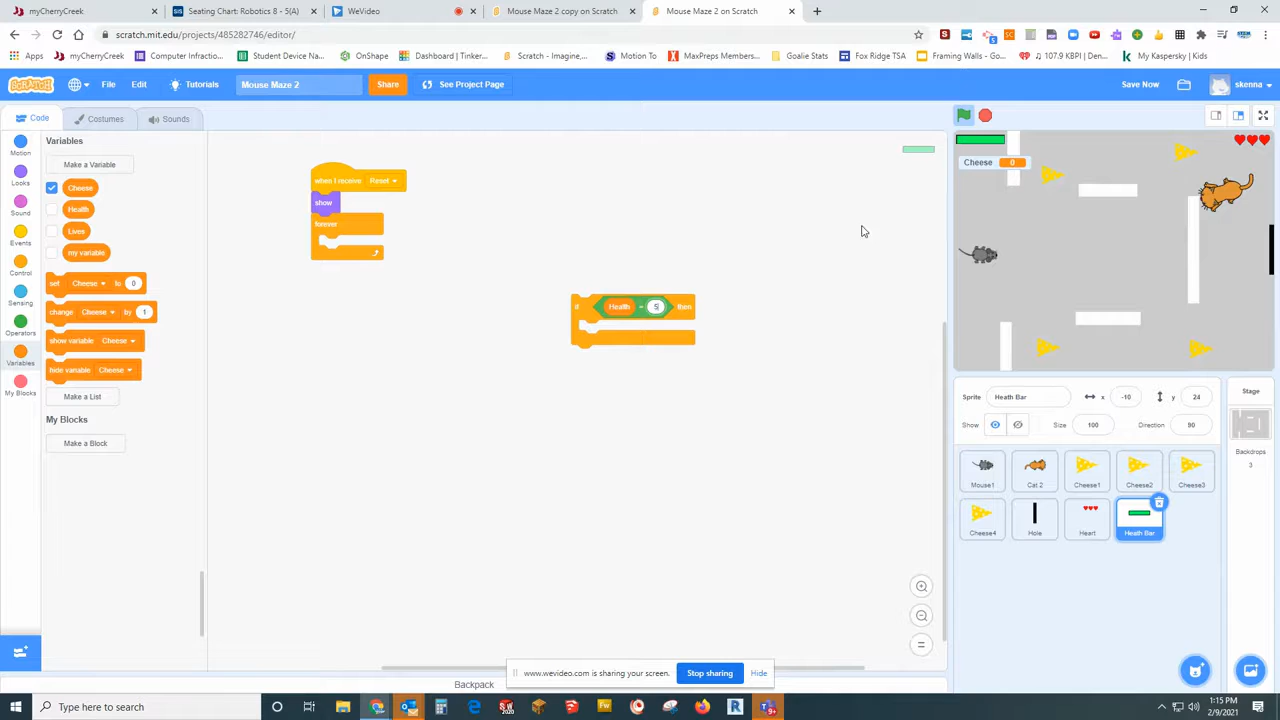 myCherryCreek
Seating Chart: Robotics 8 - 5(A)
WeVideo
Mouse Maze 2 copy on Scratch
Mouse Maze 2 on Scratch
scratch.mit.edu/projects/485282746/editor/
Apps
myCherryCreek
Computer Infraction...
Student Service Na...
OnShape
Dashboard | Tinker...
Scratch - Imagine,...
Motion To
MaxPreps Members...
Goalie Stats
Fox Ridge TSA
Framing Walls - Go...
107.9 KBPI | Den...
My Kaspersky | Kids
SCRATCH
File
Edit
Tutorials
Mouse Maze 2
Share
See Project Page
Save Now
skenna
Code
Costumes
Sounds
Motion
Looks
Sound
Events
Control
Sensing
Operators
Variables
My Blocks
Variables
Make a Variable
Cheese
Health
Lives
my variable
set Cheese to 0
change Cheese by 1
show variable Cheese
hide variable Cheese
Make a List
My Blocks
Make a Block
when I receive Reset
show
forever
if Health = 5 then
Cheese 0
Sprite Heath Bar x -10 y 24
Show Size 100 Direction 90
Stage
Backdrops
3
Mouse1
Cat 2
Cheese1
Cheese2
Cheese3
Cheese4
Hole
Heart
Heath Bar
Backpack
www.wevideo.com is sharing your screen.
Stop sharing
Hide
Type here to search
1:15 PM
2/9/2021